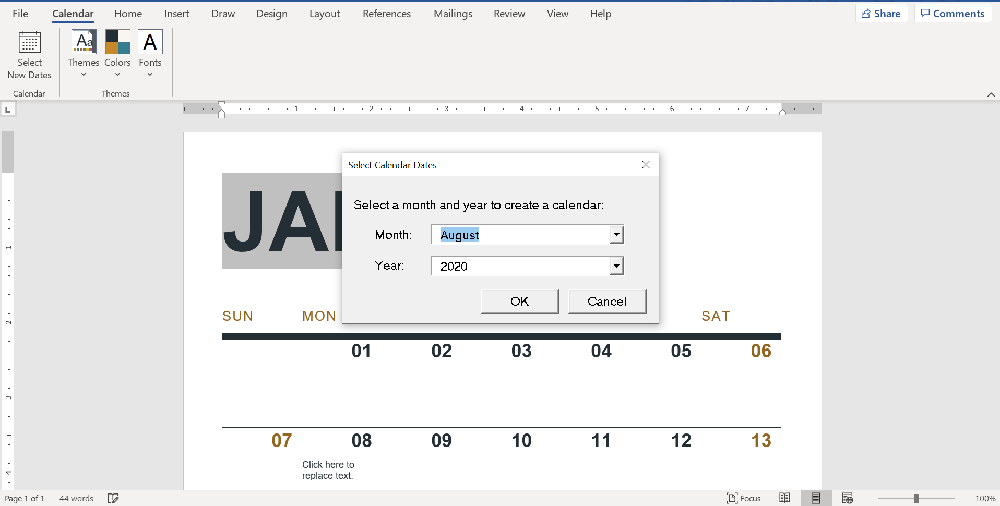 File Calendar Home Insert Draw Design Layout References Mailings Review View Help Share Comments
Aa A
Select
New Dates
Themes Colors Fonts
Calendar Themes
1 2 3 4 5 6 7
Select Calendar Dates
JA
Select a month and year to create a calendar:
Month: August
Year: 2020
OK Cancel
SUN MON SAT
01 02 03 04 05 06
07 08 09 10 11 12 13
Click here to
replace text.
1
2
3
4
Page 1 of 1 44 words Focus 100%